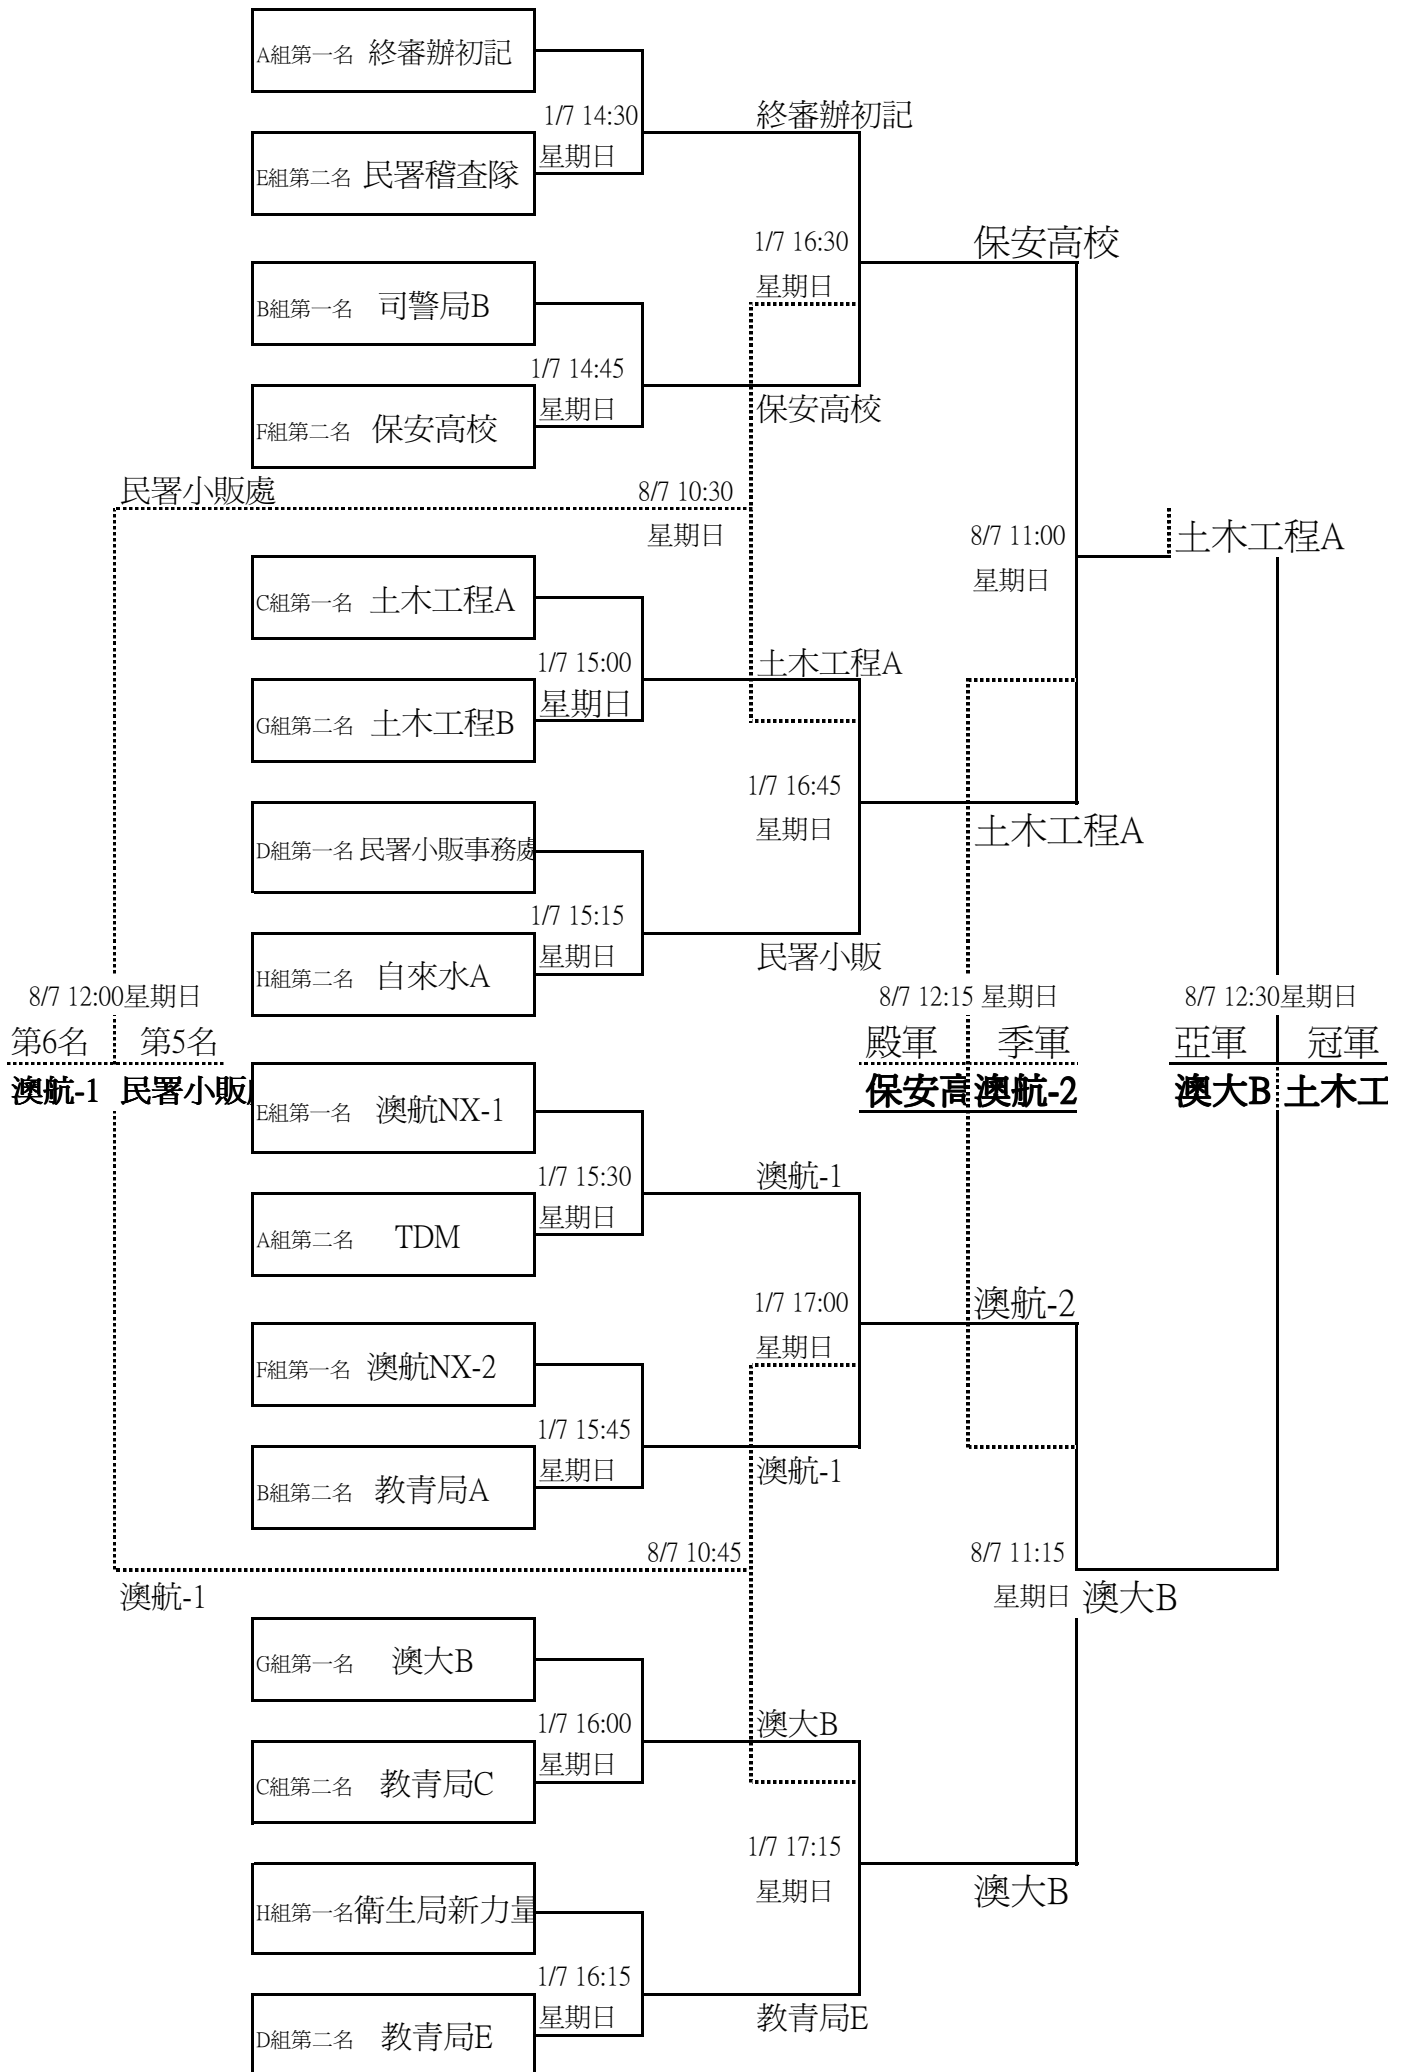 A組第一名 終審辦初記
1/7 14:30
終審辦初記
星期日
E組第二名 民署稽查隊
1/7 16:30
保安高校
星期日
B組第一名 司警局B
1/7 14:45
星期日
保安高校
F組第二名 保安高校
民署小販處
8/7 10:30
星期日
8/7 11:00
土木工程A
星期日
C組第一名 土木工程A
1/7 15:00
土木工程A
星期日
G組第二名 土木工程B
1/7 16:45
星期日
土木工程A
D組第一名 民署小販事務處
1/7 15:15
星期日
民署小販
H組第二名 自來水A
8/7 12:00星期日
8/7 12:15 星期日
8/7 12:30星期日
第6名 第5名
殿軍 季軍
亞軍 冠軍
澳航-1 民署小販處
保安高 澳航-2
澳大B 土木工
E組第一名 澳航NX-1
1/7 15:30
澳航-1
星期日
A組第二名 TDM
1/7 17:00
澳航-2
星期日
F組第一名 澳航NX-2
1/7 15:45
星期日
澳航-1
B組第二名 教青局A
8/7 10:45
8/7 11:15
澳航-1
星期日
澳大B
G組第一名 澳大B
1/7 16:00
澳大B
星期日
C組第二名 教青局C
1/7 17:15
星期日
澳大B
H組第一名 衛生局新力量
1/7 16:15
星期日
教青局E
D組第二名 教青局E